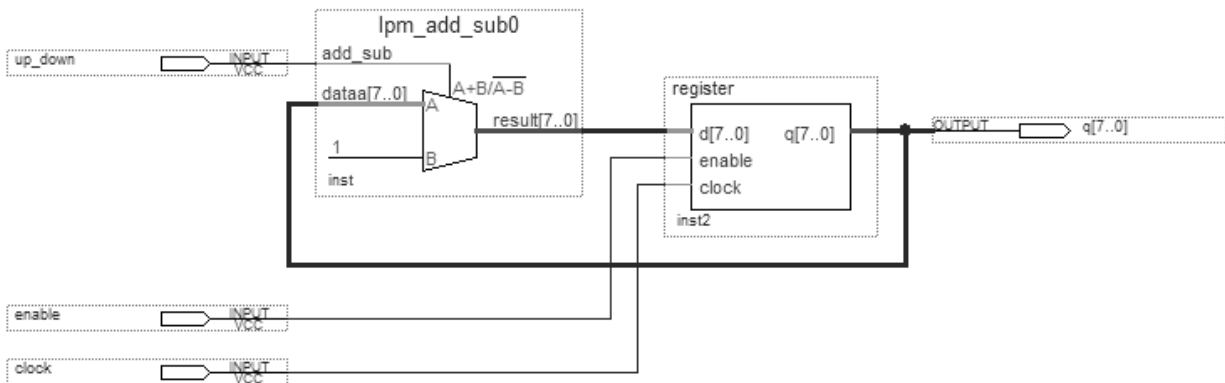 lpm_add_sub0
up_down
INPUT
VCC
add_sub
A+B/A-B
dataa[7..0]
A
result[7..0]
1
B
inst
register
d[7..0]
q[7..0]
enable
clock
inst2
OUTPUT
q[7..0]
enable
INPUT
VCC
clock
INPUT
VCC